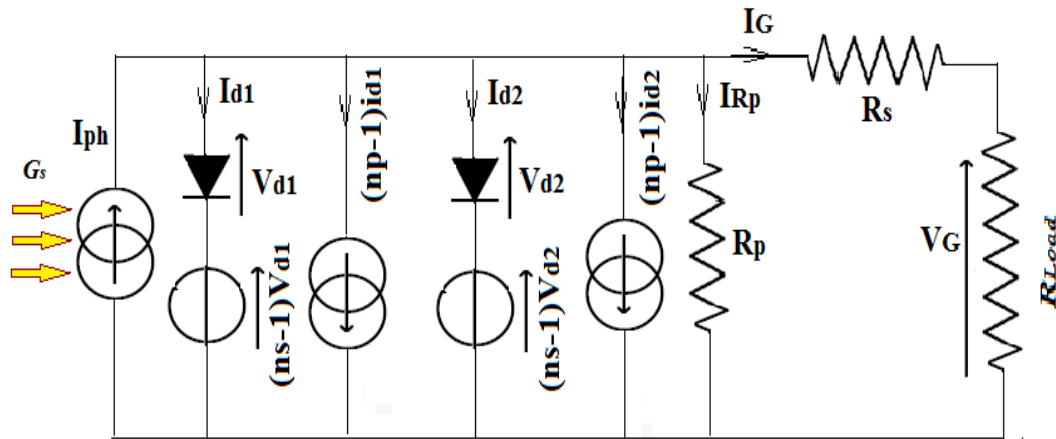 Gs
Iph
Id1
Vd1
(ns-1)Vd1
(np-1)id1
Id2
Vd2
(ns-1)Vd2
(np-1)id2
IRp
Rp
IG
Rs
VG
RLoad